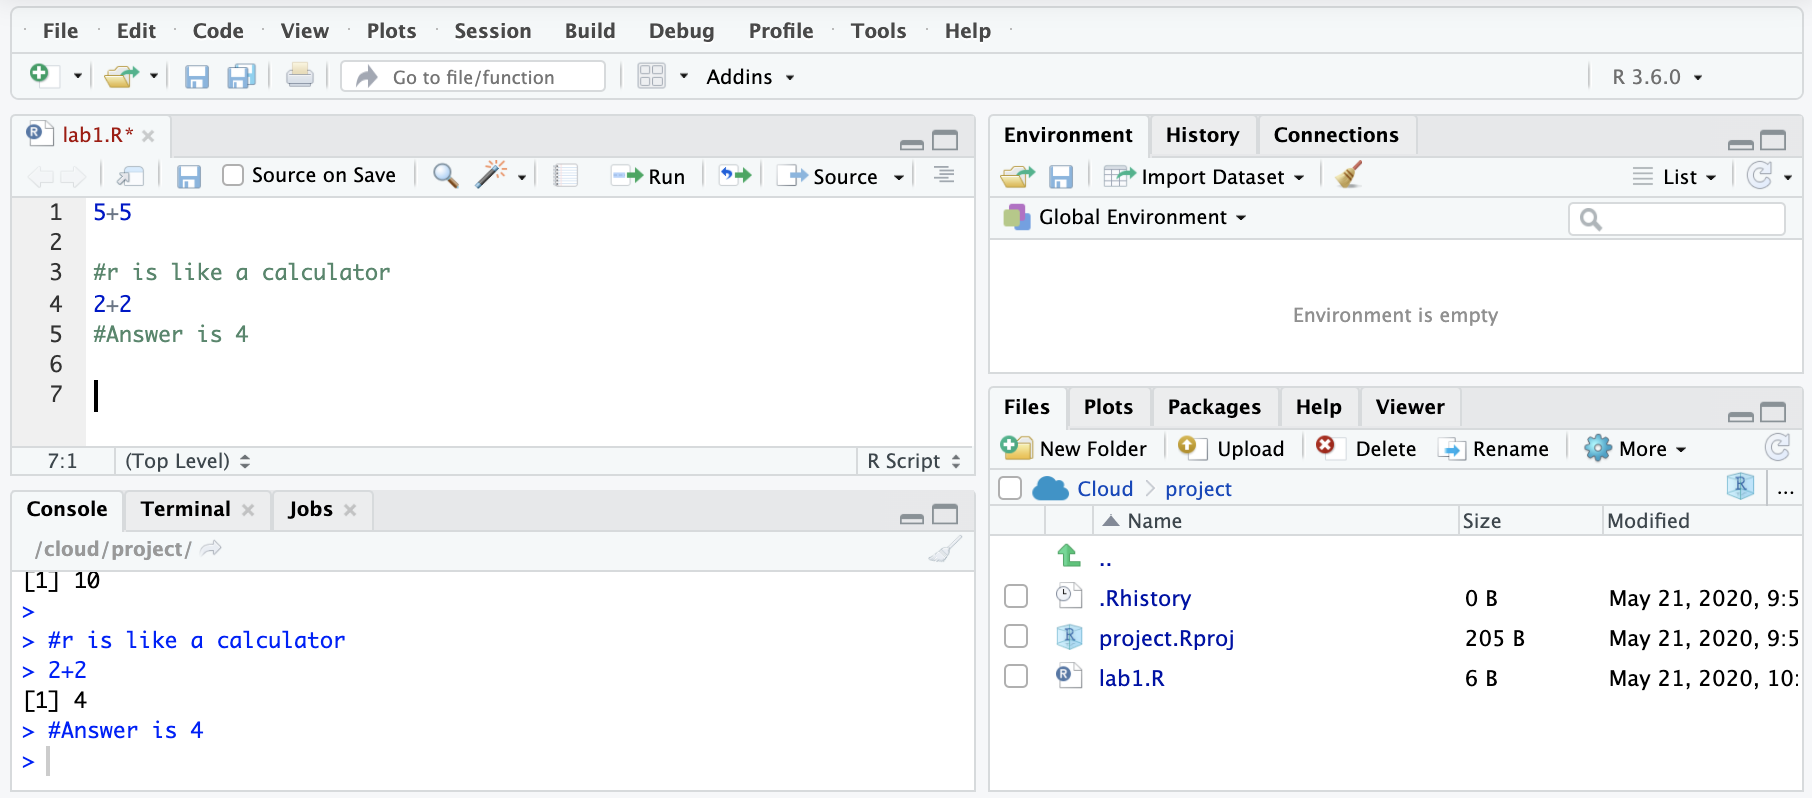 File Edit Code View Plots Session Build Debug Profile Tools Help
Go to file/function Addins R 3.6.0
lab1.R*
Source on Save Run Source
1 5+5
2
3 #r is like a calculator
4 2+2
5 #Answer is 4
6
7
7:1 (Top Level) R Script
Console Terminal Jobs
/cloud/project/
[1] 10
>
> #r is like a calculator
> 2+2
[1] 4
> #Answer is 4
>
Environment History Connections
Import Dataset List
Global Environment
Environment is empty
Files Plots Packages Help Viewer
New Folder Upload Delete Rename More
Cloud project R ...
Name Size Modified
..
.Rhistory 0 B May 21, 2020, 9:5
project.Rproj 205 B May 21, 2020, 9:5
lab1.R 6 B May 21, 2020, 10: